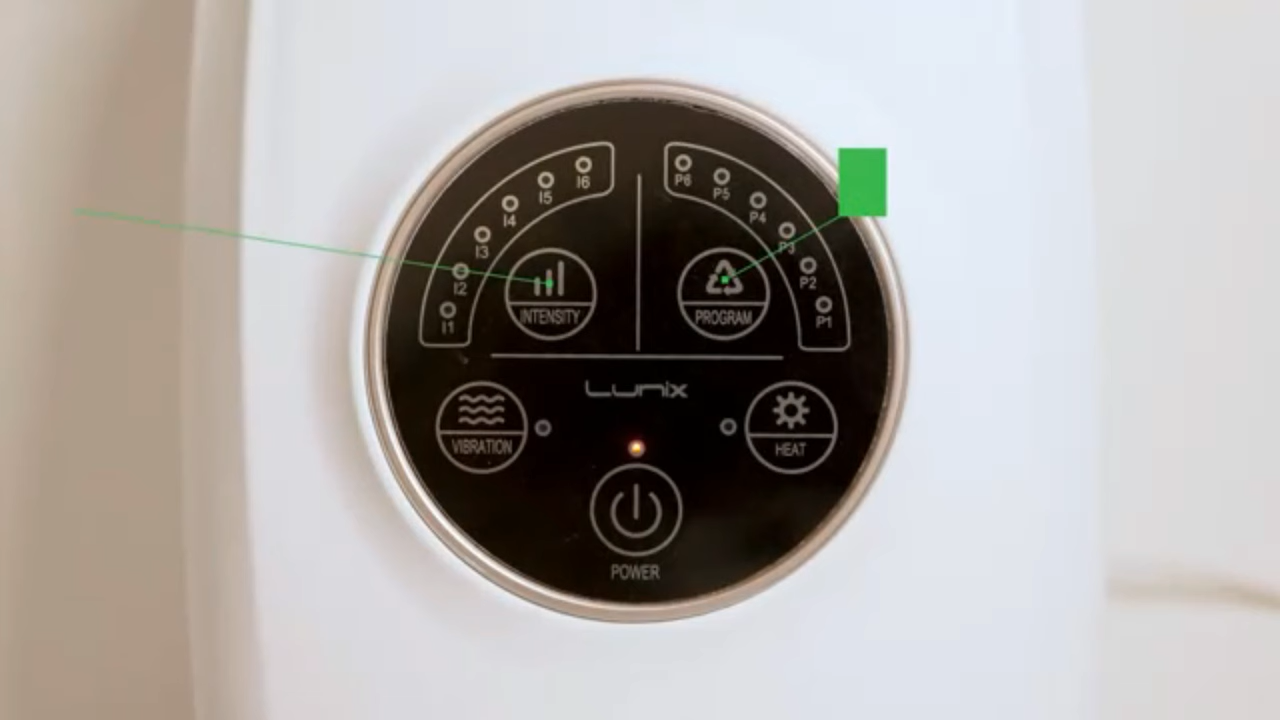 I6
I5
I4
I3
I2
I1
P6
P5
P4
P3
P2
P1
INTENSITY
PROGRAM
Lunix
VIBRATION
HEAT
POWER